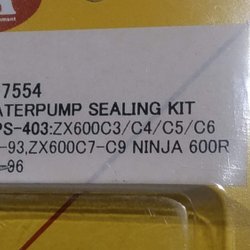 7554
ATERPUMP SEALING KIT
PS-403:ZX600C3/C4/C5/C6
-93,ZX600C7-C9 NINJA 600R
-96